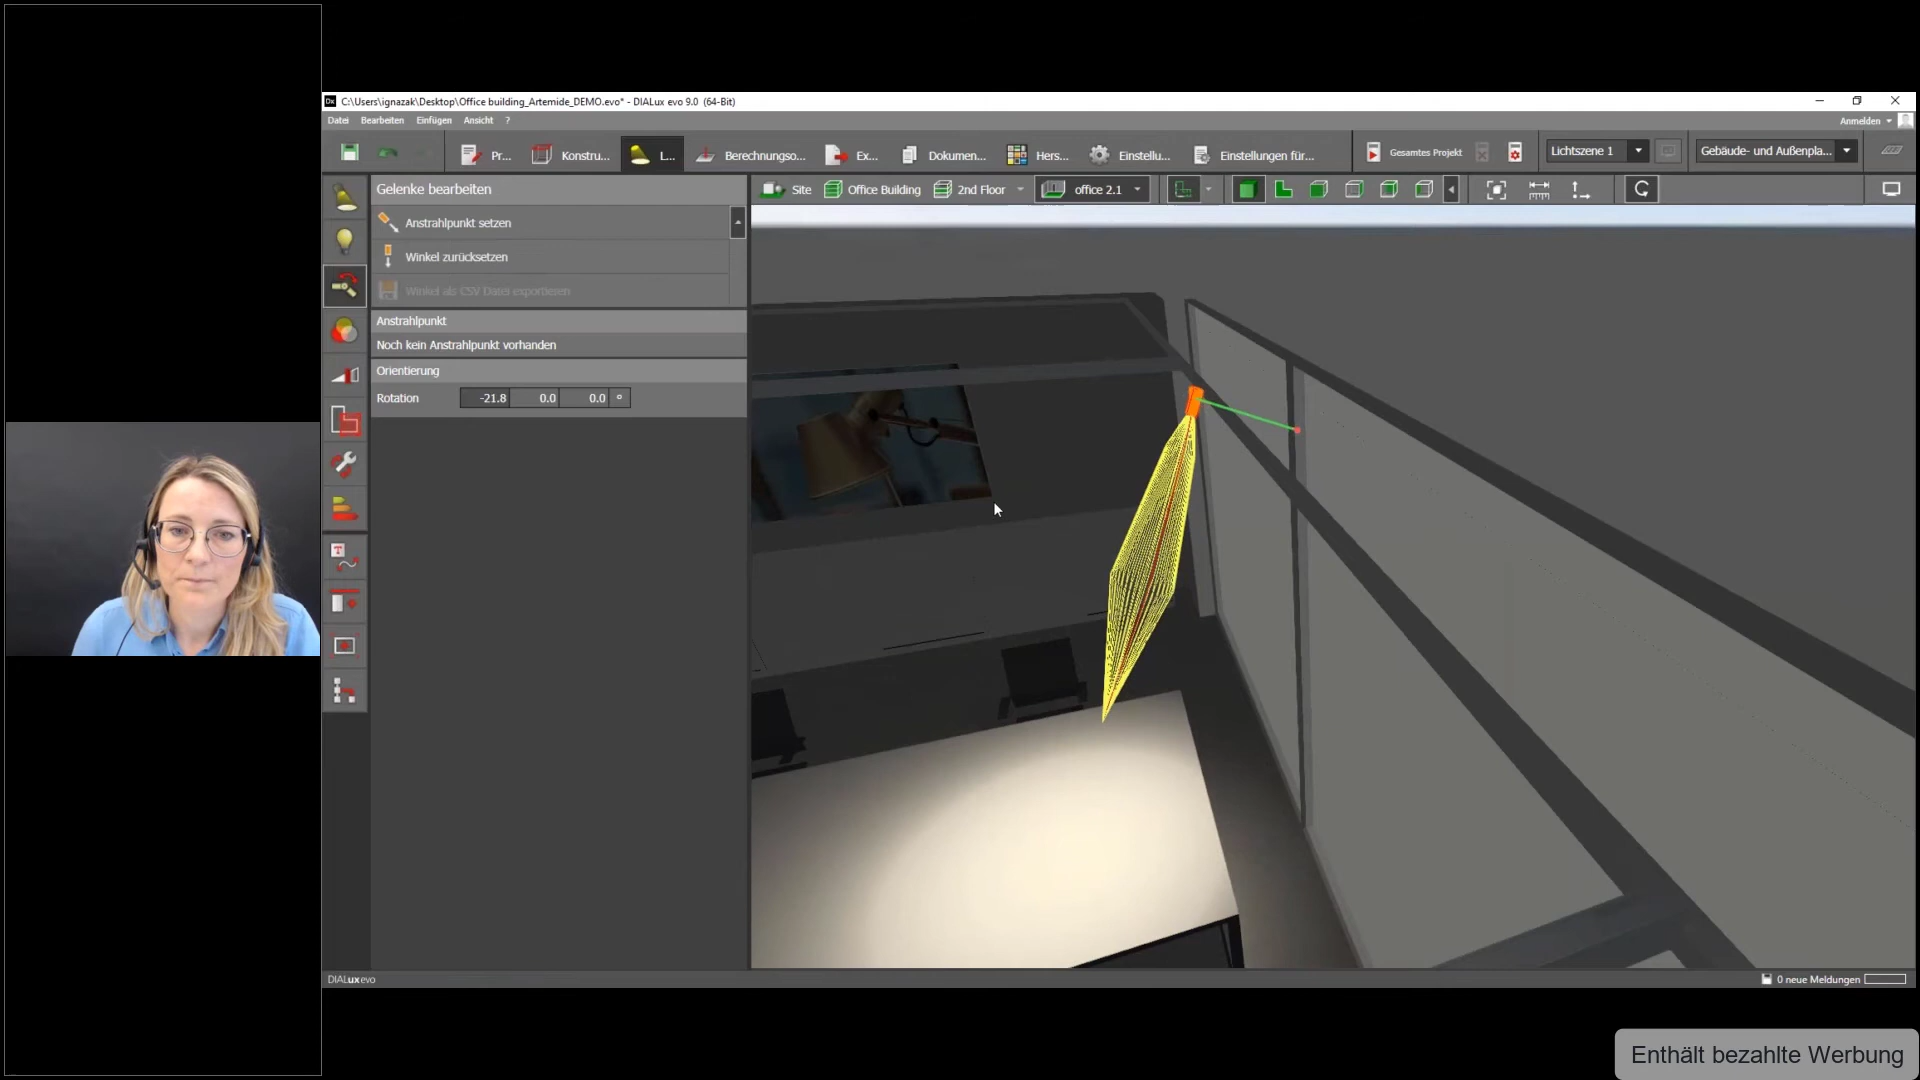 C:\Users\ignazak\Desktop\Office building_Artemide_DEMO.evo* - DIALux evo 9.0 (64-Bit)
Datei Bearbeiten Einfügen Ansicht ?
Anmelden
Pr... Konstru... L... Berechnungso... Ex... Dokumen... Hers... Einstellu... Einstellungen für... Gesamtes Projekt Lichtszene 1 Gebäude- und Außenpla...
Gelenke bearbeiten
Site Office Building 2nd Floor office 2.1
Anstrahlpunkt setzen
Winkel zurücksetzen
Winkel als CSV Datei exportieren
Anstrahlpunkt
Noch kein Anstrahlpunkt vorhanden
Orientierung
Rotation -21.8 0.0 0.0 °
DIALux evo
0 neue Meldungen
Enthält bezahlte Werbung